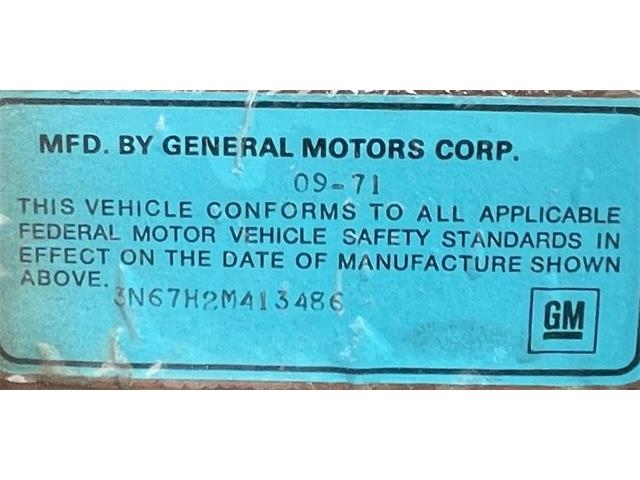 MFD. BY GENERAL MOTORS CORP.
09-71
THIS VEHICLE CONFORMS TO ALL APPLICABLE
FEDERAL MOTOR VEHICLE SAFETY STANDARDS IN
EFFECT ON THE DATE OF MANUFACTURE SHOWN
ABOVE.
3N67H2M413486
GM